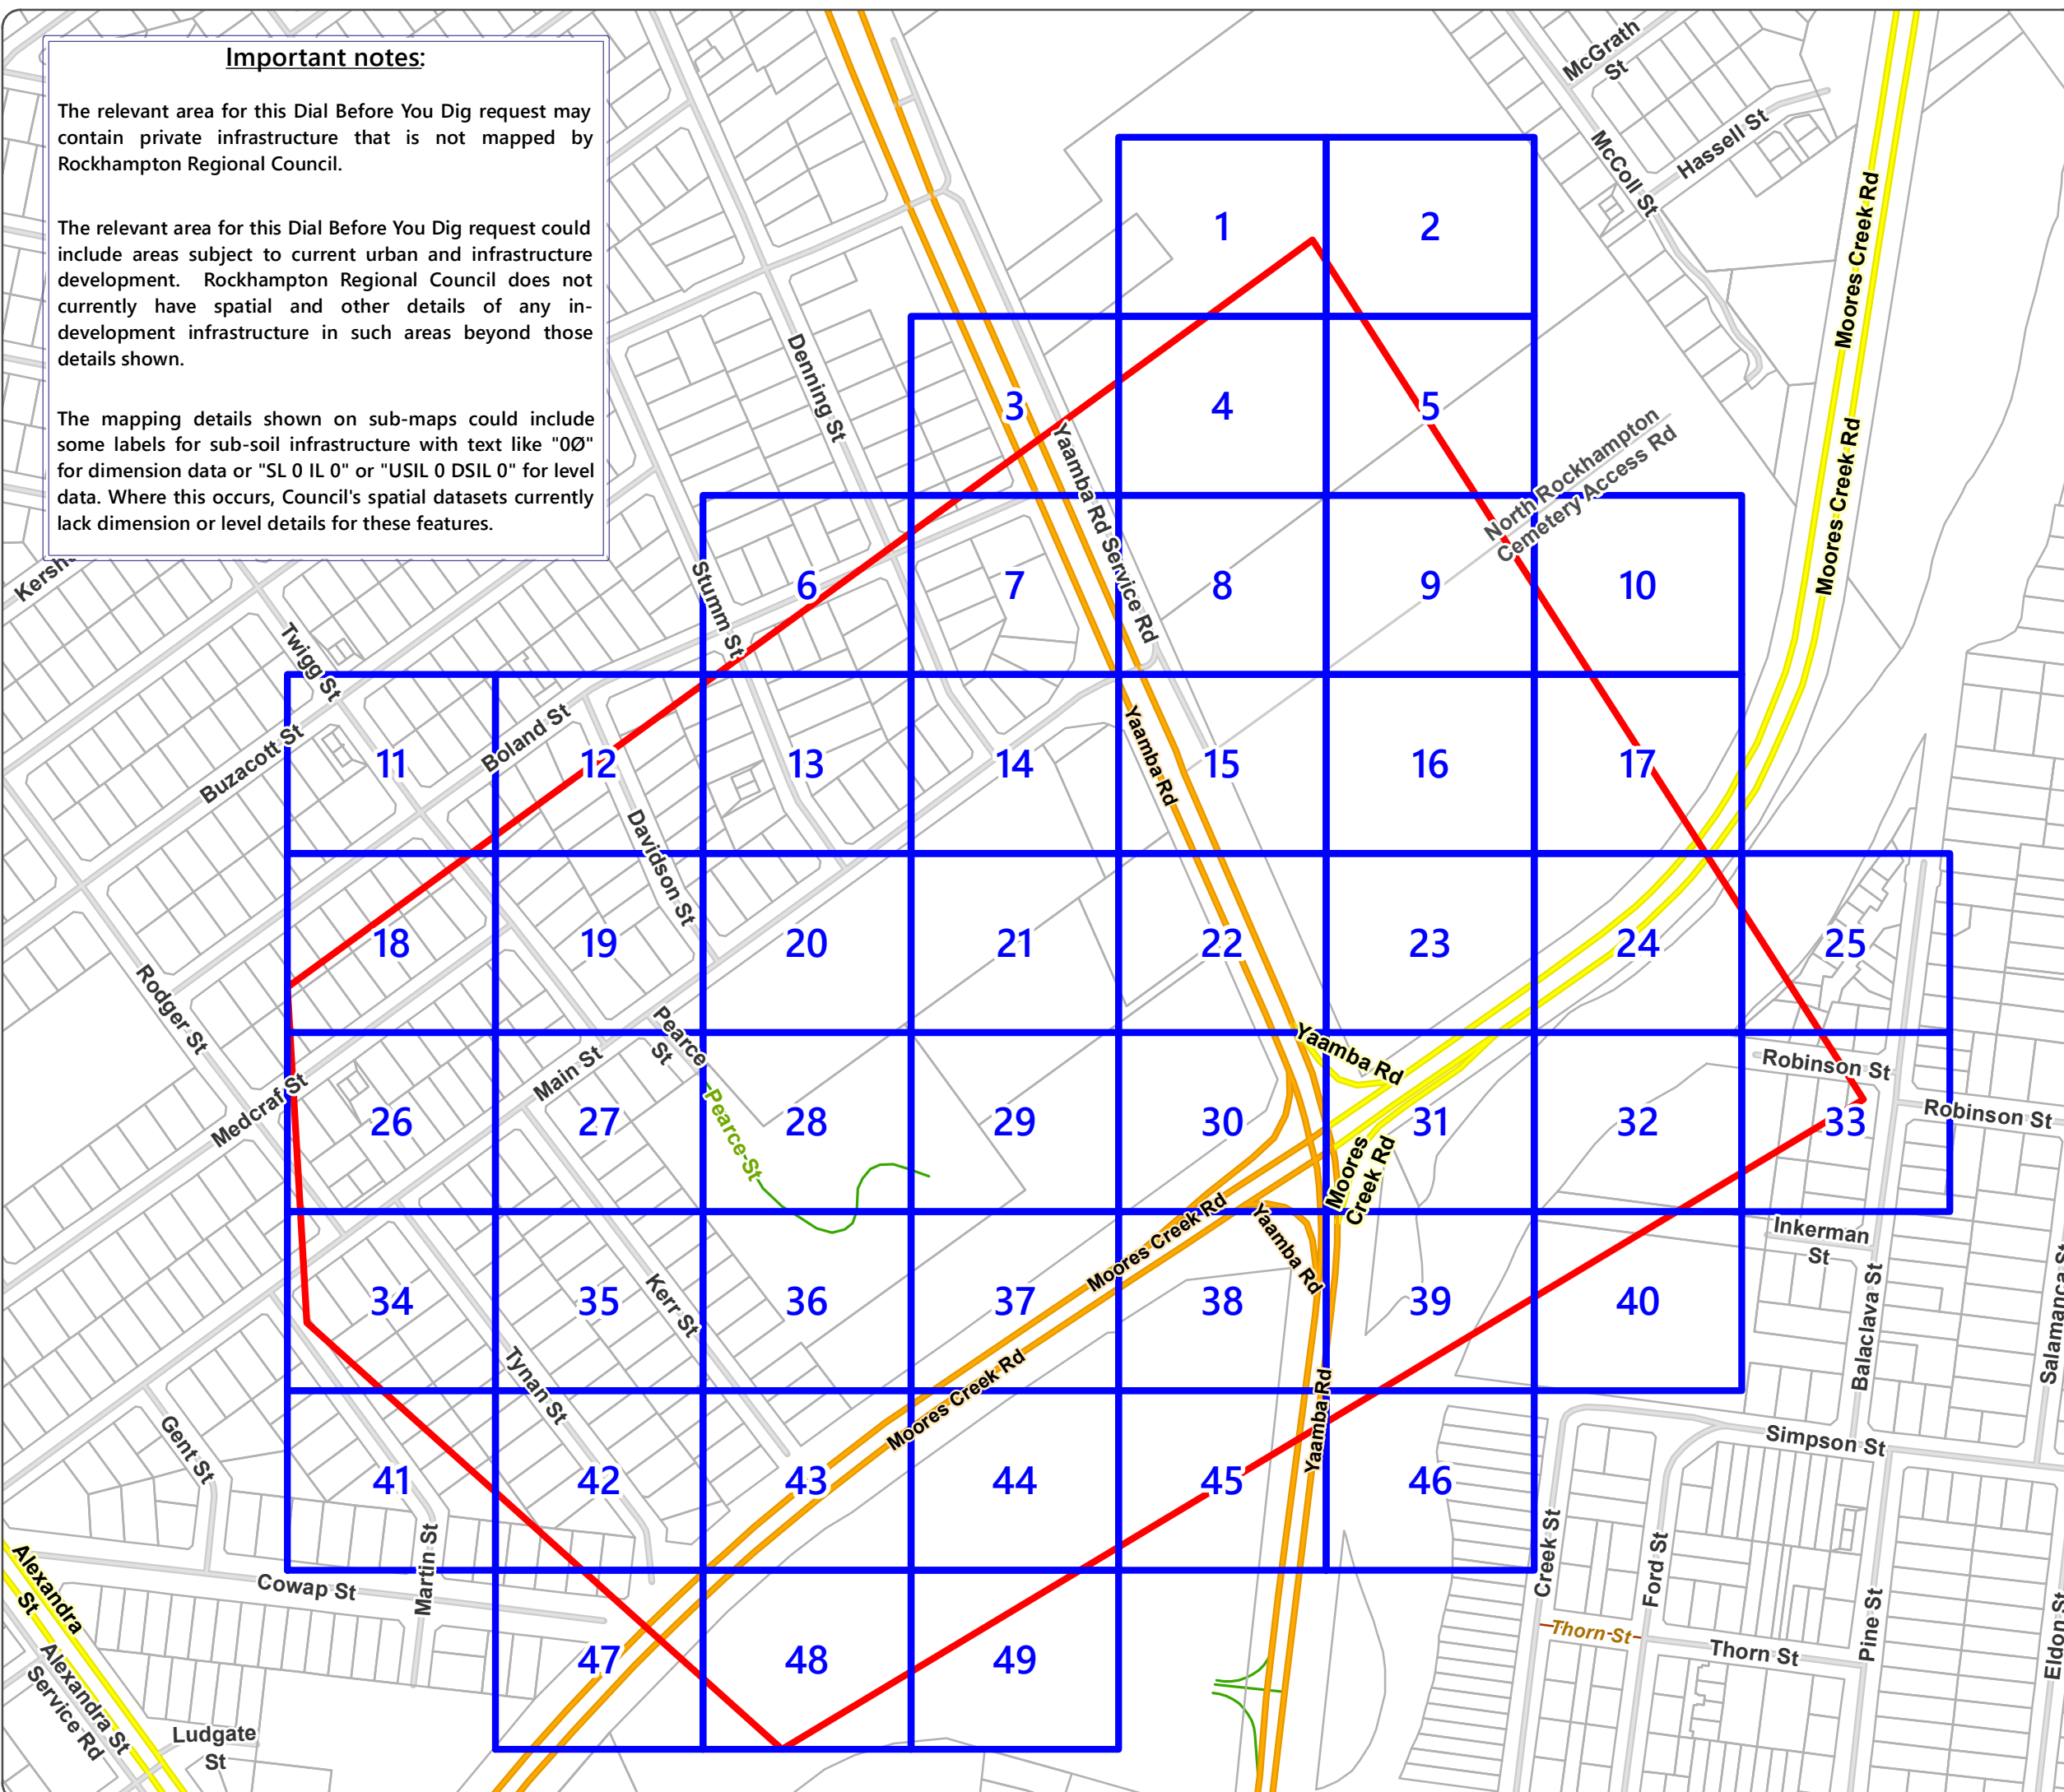 Important notes:
The relevant area for this Dial Before You Dig request may
contain private infrastructure that is not mapped by
Rockhampton Regional Council.
The relevant area for this Dial Before You Dig request could
include areas subject to current urban and infrastructure
development. Rockhampton Regional Council does not
currently have spatial and other details of any in-
development infrastructure in such areas beyond those
details shown.
The mapping details shown on sub-maps could include
some labels for sub-soil infrastructure with text like "0Ø"
for dimension data or "SL 0 IL 0" or "USIL 0 DSIL 0" for level
data. Where this occurs, Council's spatial datasets currently
lack dimension or level details for these features.
McGrath
St
Hassell St
McColl St
Moores Creek Rd
Moores Creek Rd
1
2
Denning St
3
4
5
Yaamba Rd Service Rd
North Rockhampton
Cemetery Access Rd
Stumm St
6
7
8
9
10
Twigg St
Buzacott St
Boland St
11
12
13
14
15
16
17
Yaamba Rd
Davidson St
18
19
20
21
22
23
24
25
Rodger St
Pearce
St
Yaamba Rd
Robinson St
Robinson St
Medcraf St
Main St
Pearce St
26
27
28
29
30
31
32
33
Moores
Creek Rd
Moores Creek Rd
Yaamba Rd
Inkerman
St
34
35
36
37
38
39
40
Kerr St
Tynan St
Moores Creek Rd
Yaamba Rd
Balaclava St
Salamanca St
Simpson St
Gent St
41
42
43
44
45
46
Martin St
Cowap St
Alexandra
St
Alexandra St
Service Rd
Ludgate
St
47
48
49
Creek St
Ford St
Thorn St
Thorn St
Pine St
Eldon St